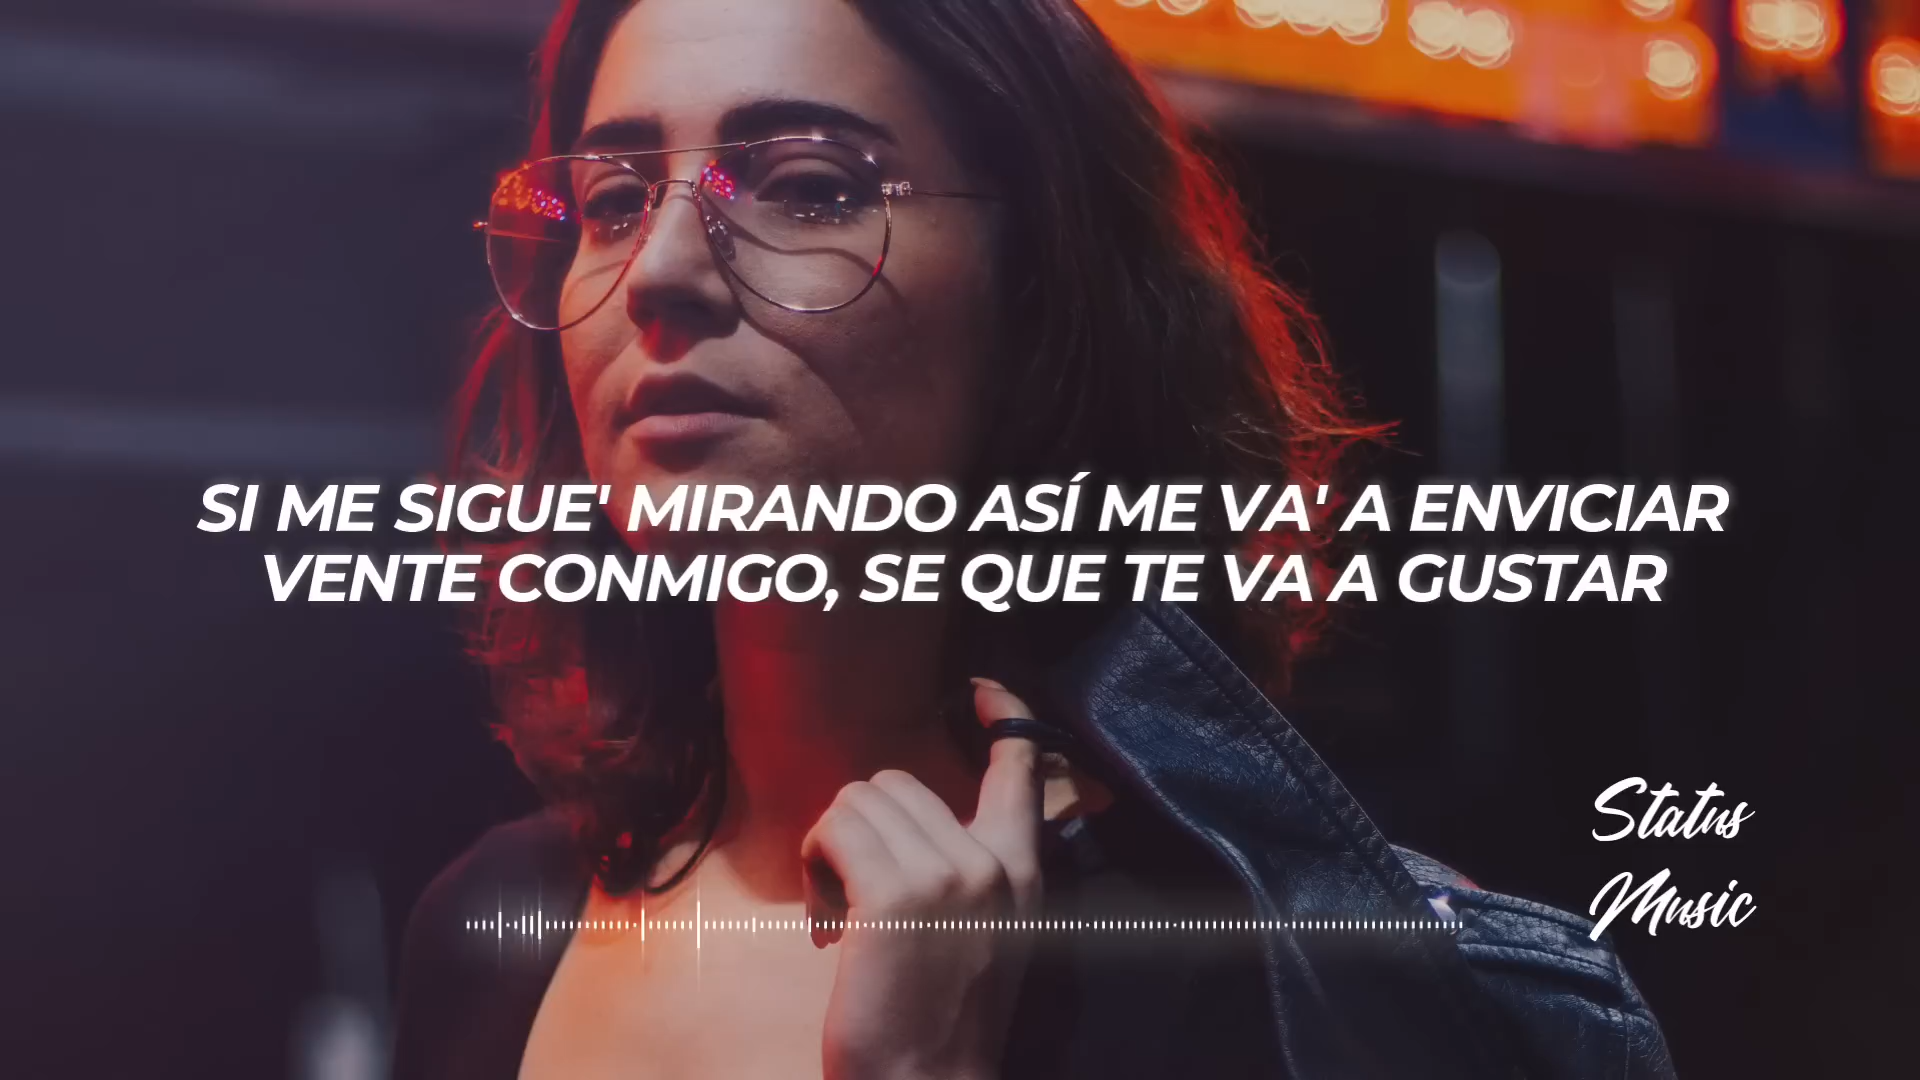 SI ME SIGUE' MIRANDO ASÍ ME VA' A ENVICIAR
VENTE CONMIGO, SE QUE TE VA A GUSTAR
Status
Music